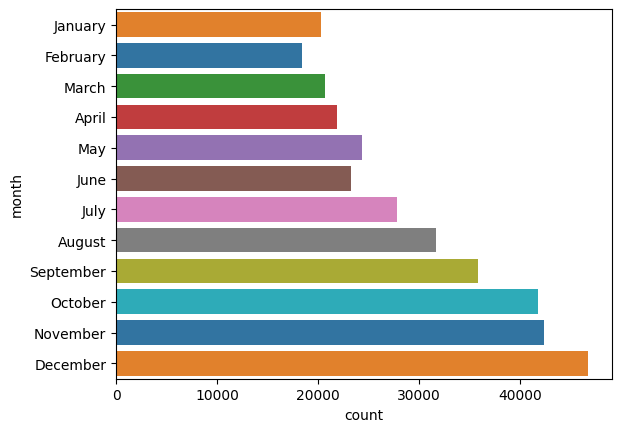 January
February
March
April
May
June
July
August
September
October
November
December
month
0 10000 20000 30000 40000
count